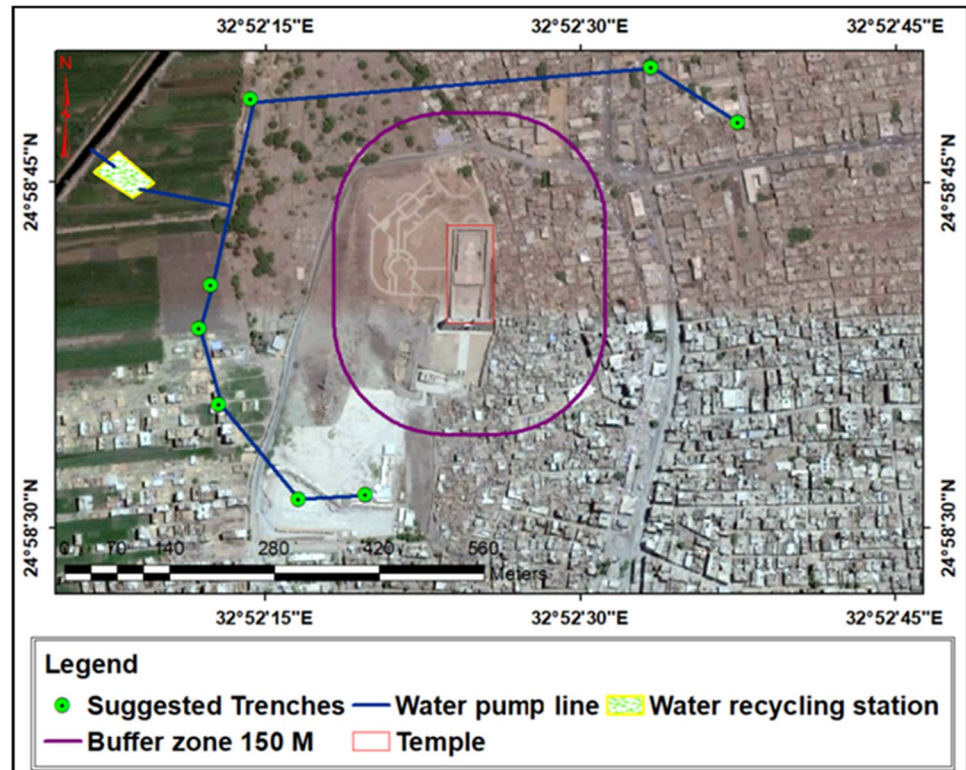 32°52'15"E 32°52'30"E 32°52'45"E
N
24°58'45"N 24°58'45"N
24°58'30"N 24°58'30"N
0 70 140 280 420 560
Meters
32°52'15"E 32°52'30"E 32°52'45"E
Legend
Suggested Trenches Water pump line Water recycling station
Buffer zone 150 M Temple